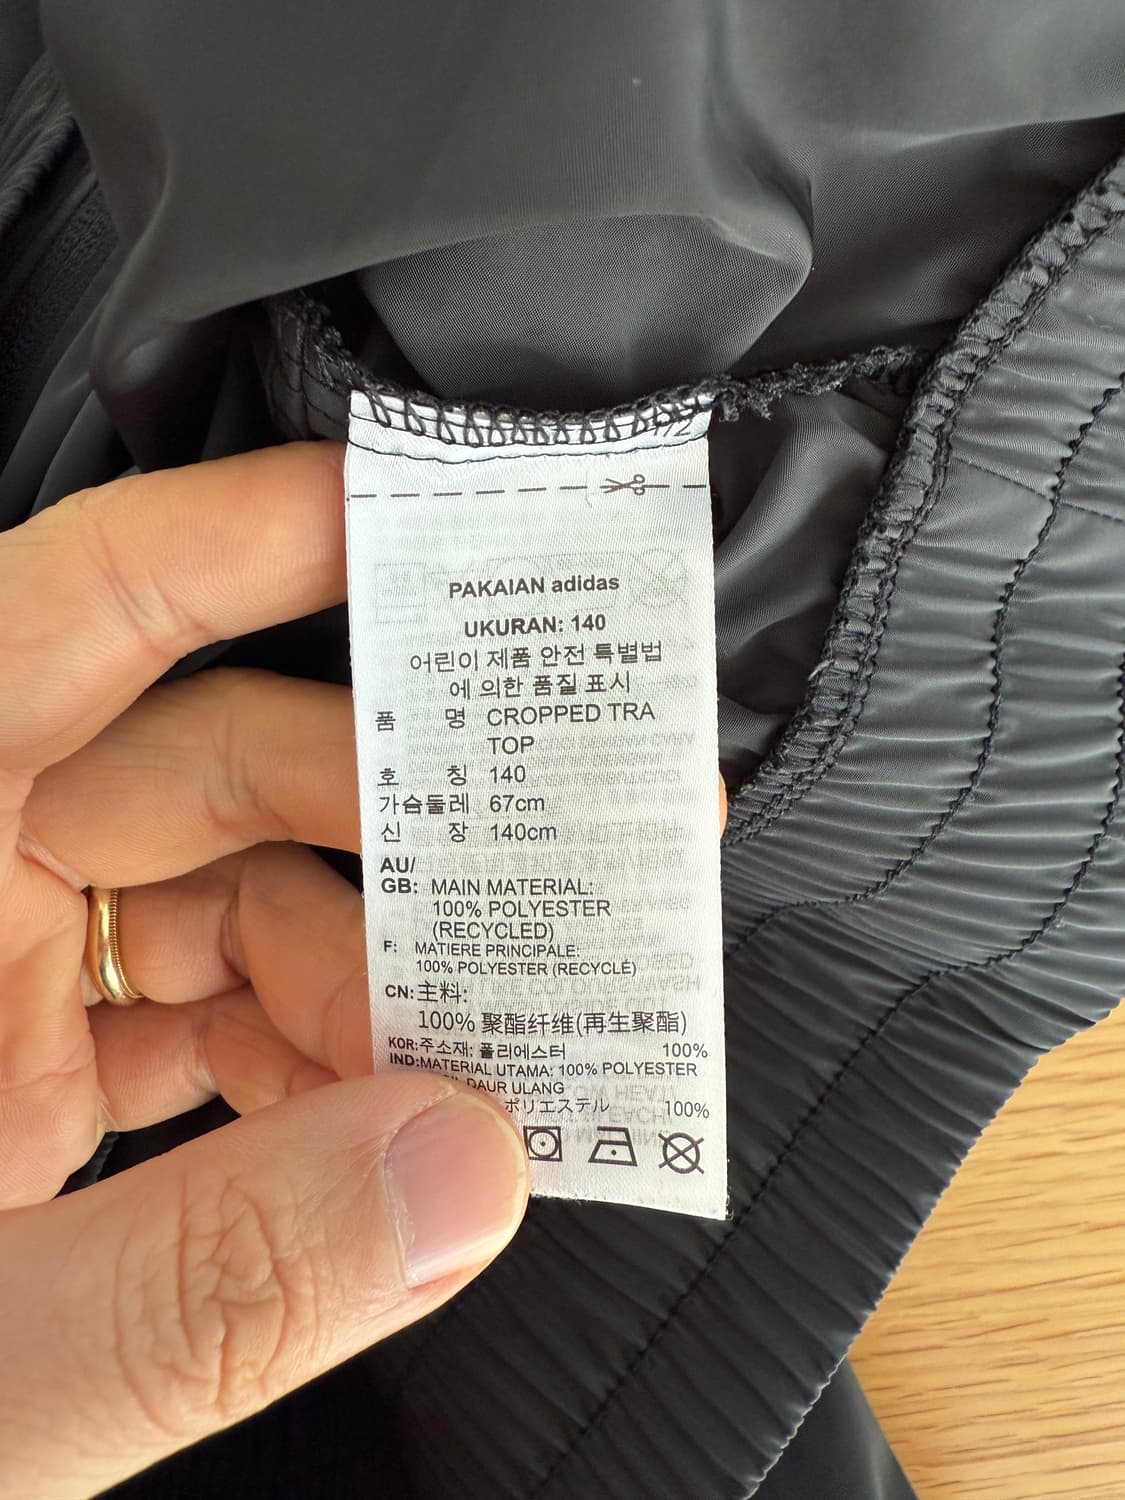 PAKAIAN adidas
UKURAN: 140
어린이 제품 안전 특별법
에 의한 품질 표시
품 명 CROPPED TRA
TOP
호 칭 140
가슴둘레 67cm
신 장 140cm
AU/
GB: MAIN MATERIAL:
100% POLYESTER
(RECYCLED)
F: MATIERE PRINCIPALE:
100% POLYESTER (RECYCLÉ)
CN: 主料:
100% 聚酯纤维(再生聚酯)
KOR: 주소재: 폴리에스터 100%
IND: MATERIAL UTAMA: 100% POLYESTER
DAUR ULANG
ポリエステル 100%